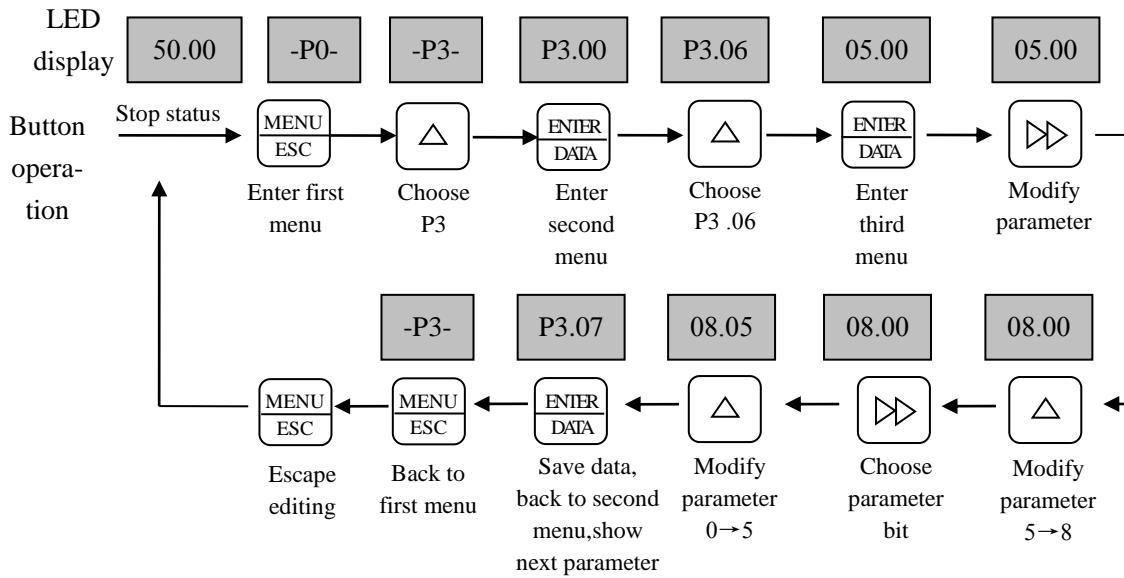 LED
display
50.00
-P0-
-P3-
P3.00
P3.06
05.00
05.00
Button
opera-
tion
Stop status
MENU
ESC
ENTER
DATA
ENTER
DATA
Enter first
menu
Choose
P3
Enter
second
menu
Choose
P3 .06
Enter
third
menu
Modify
parameter
-P3-
P3.07
08.05
08.00
08.00
MENU
ESC
MENU
ESC
ENTER
DATA
Escape
editing
Back to
first menu
Save data,
back to second
menu,show
next parameter
Modify
parameter
0→5
Choose
parameter
bit
Modify
parameter
5→8